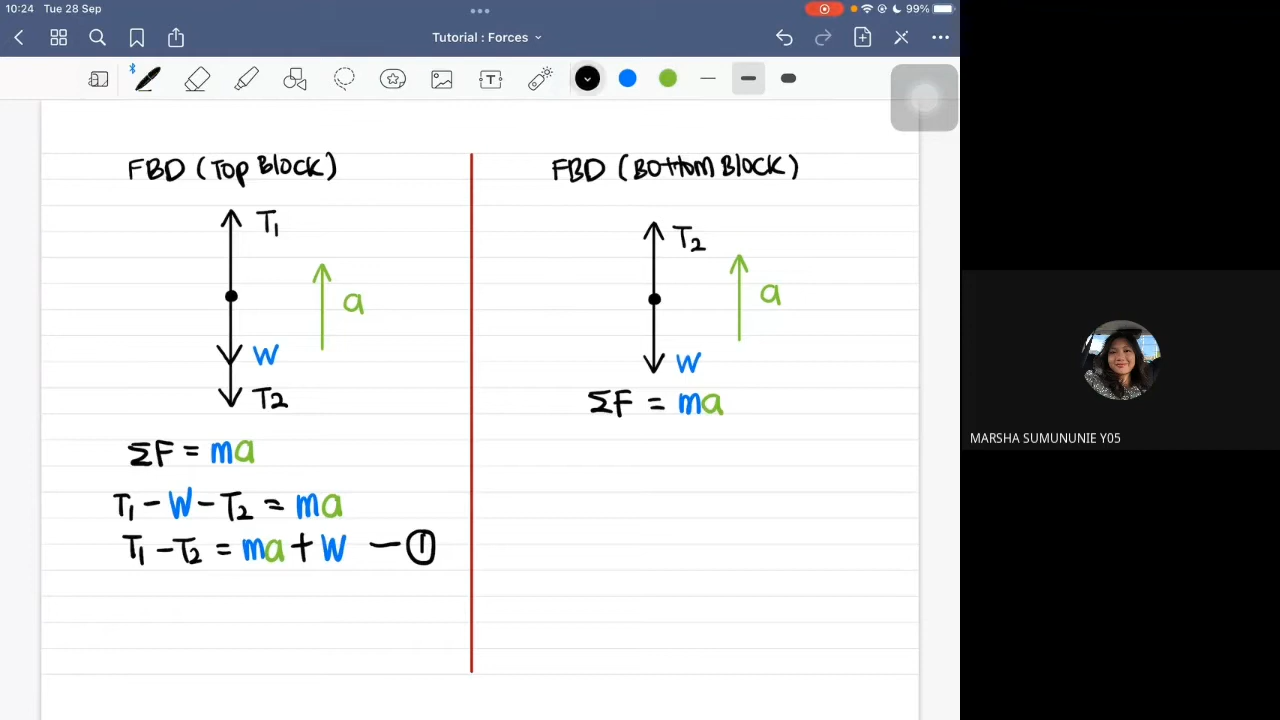 10:24 Tue 28 Sep
99%
Tutorial : Forces
T
FBD (Top Block)
T₁
a
W
T₂
ΣF = ma
T₁ − W − T₂ = ma
T₁ − T₂ = ma + W — ①
FBD (Bottom Block)
T₂
a
W
ΣF = ma
MARSHA SUMUNUNIE Y05